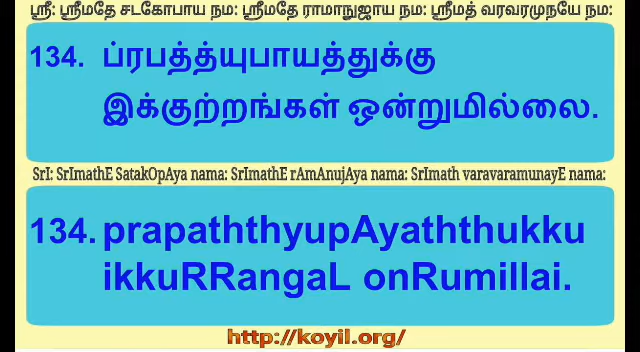 ஸ்ரீ: ஸ்ரீமதே சடகோபாய நம: ஸ்ரீமதே ராமாநுஜாய நம: ஸ்ரீமத் வரவரமுநயே நம:
134. ப்ரபத்த்யுபாயத்துக்கு
இக்குற்றங்கள் ஒன்றுமில்லை.
SrI: SrImathE SatakOpAya nama: SrImathE rAmAnujAya nama: SrImath varavaramunayE nama:
134. prapaththyupAyaththukku
ikkuRRangaL onRumillai.
http://koyil.org/